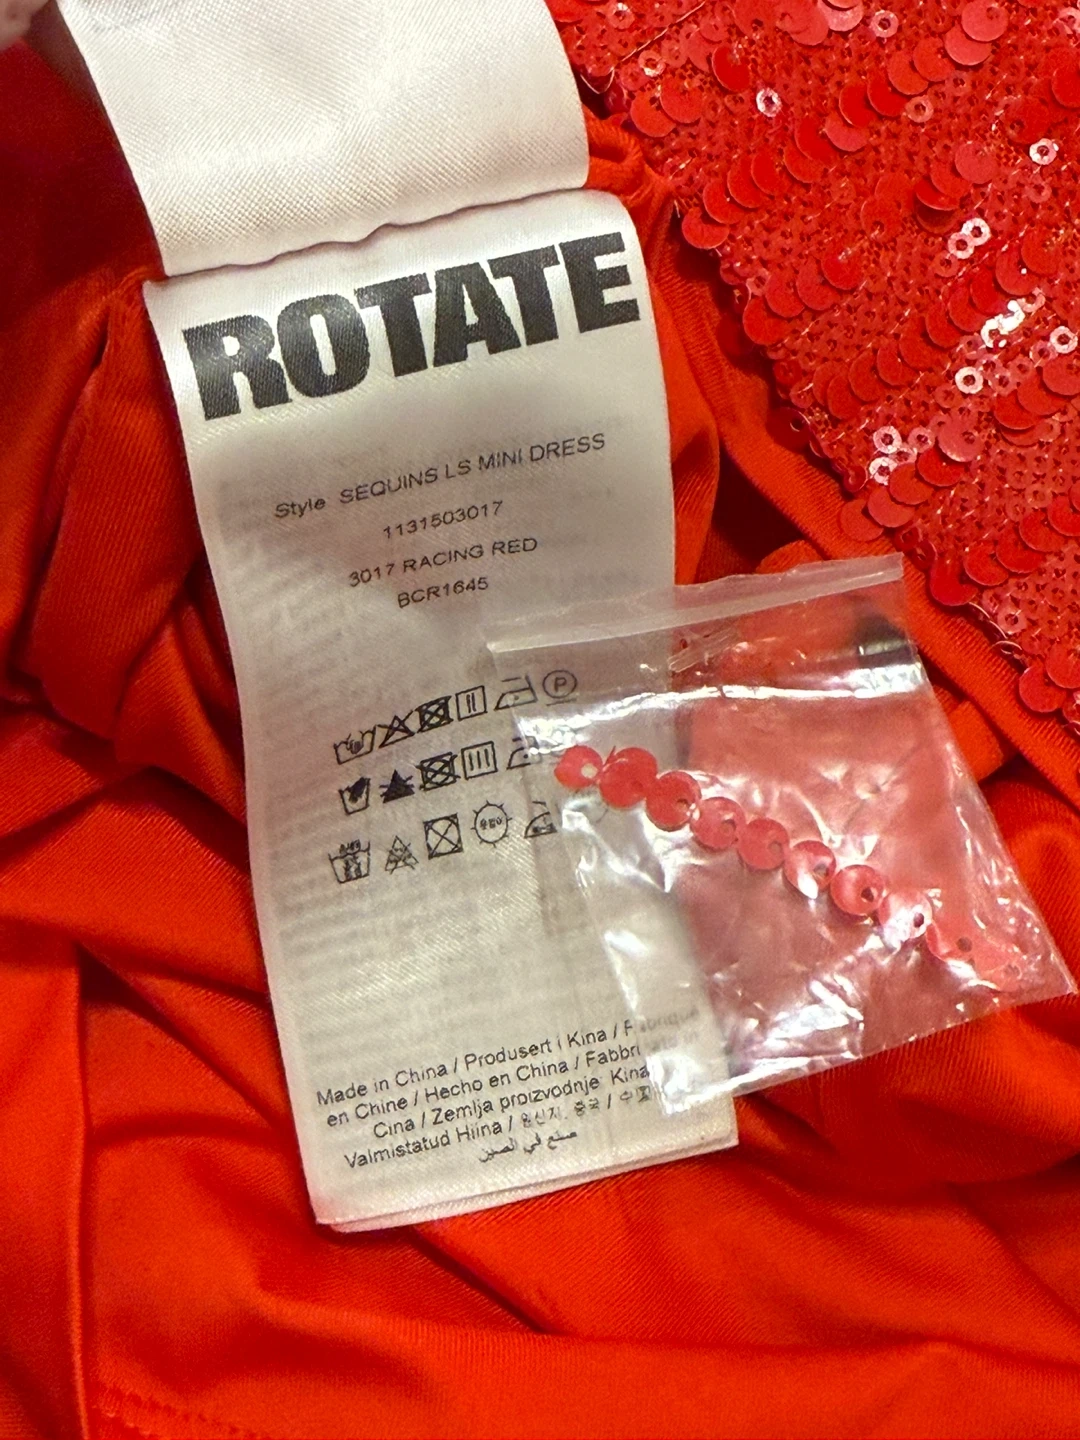 ROTATE
Style SEQUINS LS MINI DRESS
1131503017
3017 RACING RED
BCR1645
P
Made in China / Produsert i Kina /
en Chine / Hecho en China /
Cina / Zemlja proizvodnje Kina
Valmistatud Hiina /
صنع في الصين